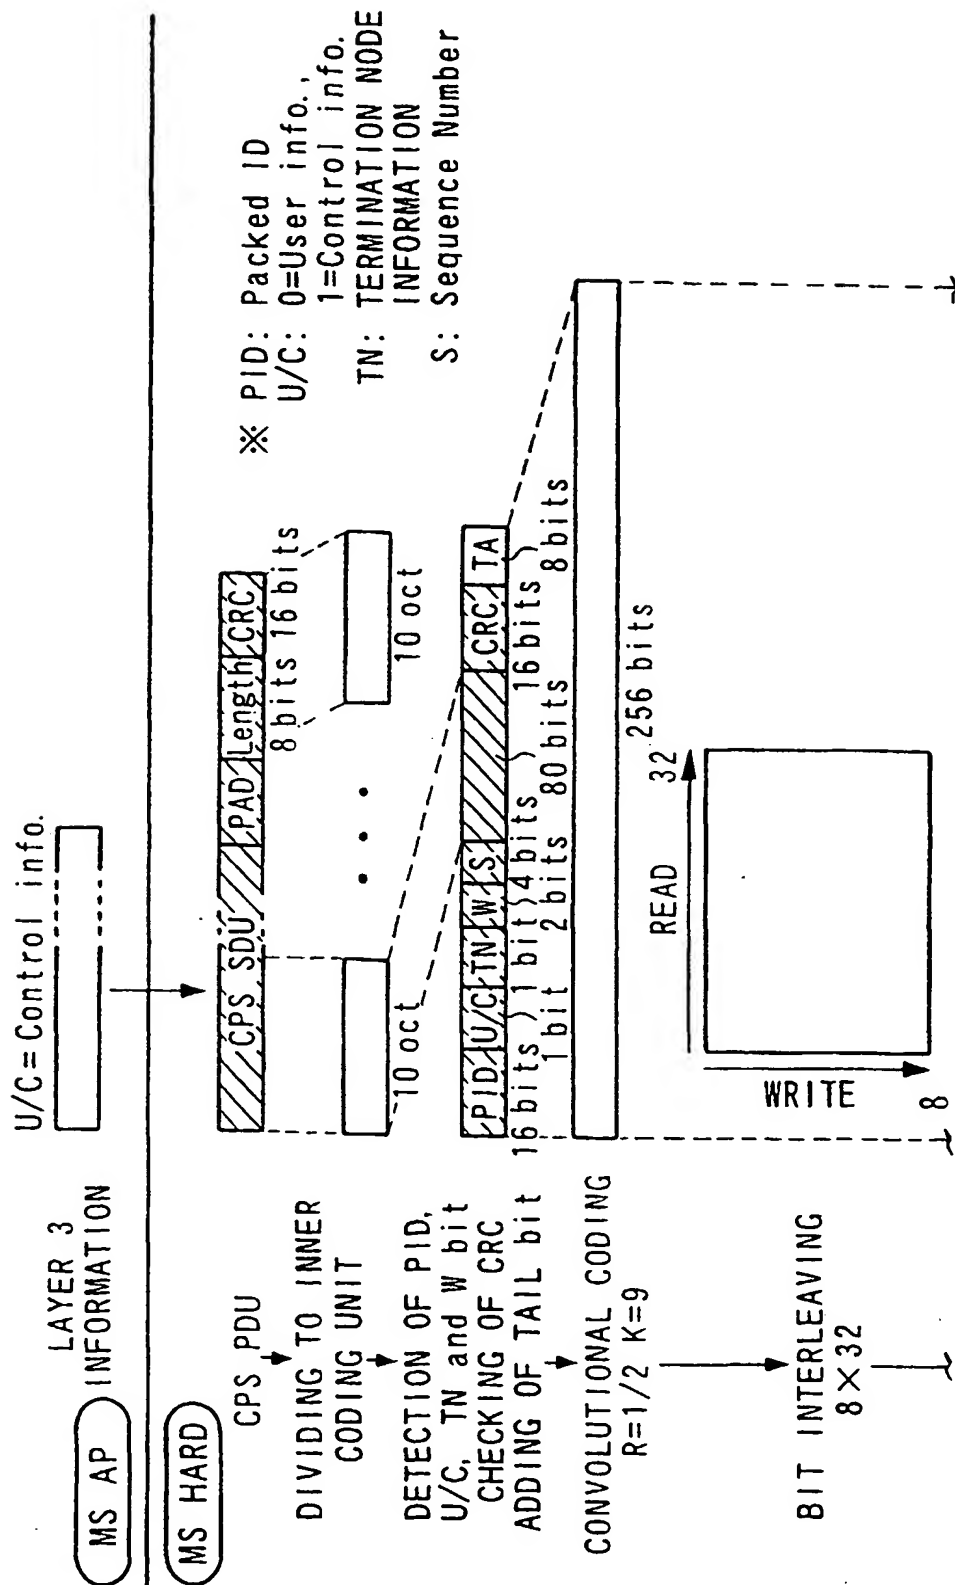 MS AP
LAYER 3
INFORMATION
U/C=Control info.
MS HARD
CPS PDU
CPS SDU
PAD
Length
CRC
8 bits
16 bits
DIVIDING TO INNER
CODING UNIT
10 oct
10 oct
DETECTION OF PID,
U/C, TN and W bit
CHECKING OF CRC
ADDING OF TAIL bit
PID
U/C
TN
W
S
CRC
TA
16 bits
1 bit
1 bit
2 bits
4 bits
80 bits
16 bits
8 bits
CONVOLUTIONAL CODING
R=1/2 K=9
256 bits
BIT INTERLEAVING
8×32
READ
32
WRITE
8
※ PID: Packed ID
U/C: 0=User info.,
1=Control info.
TN: TERMINATION NODE
INFORMATION
S: Sequence Number